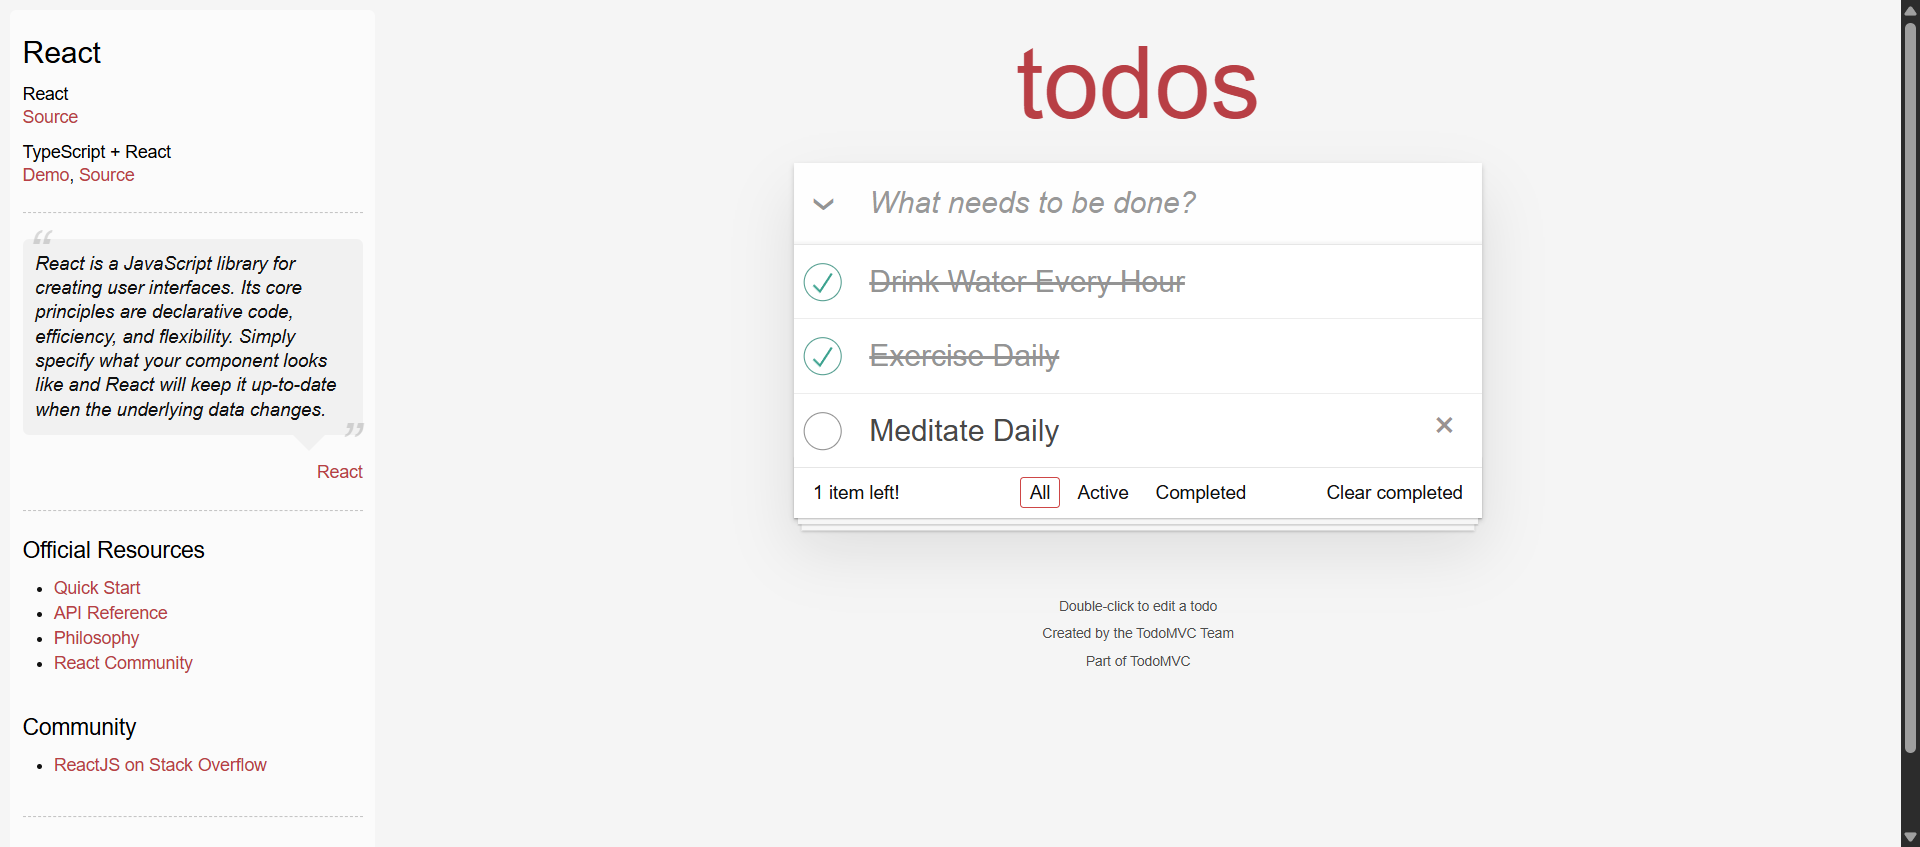 React
React
Source
TypeScript + React
Demo, Source
“
React is a JavaScript library for
creating user interfaces. Its core
principles are declarative code,
efficiency, and flexibility. Simply
specify what your component looks
like and React will keep it up-to-date
when the underlying data changes.
”
React
Official Resources
Quick Start
API Reference
Philosophy
React Community
Community
ReactJS on Stack Overflow
todos
What needs to be done?
Drink Water Every Hour
Exercise Daily
Meditate Daily ×
1 item left! All Active Completed Clear completed
Double-click to edit a todo
Created by the TodoMVC Team
Part of TodoMVC